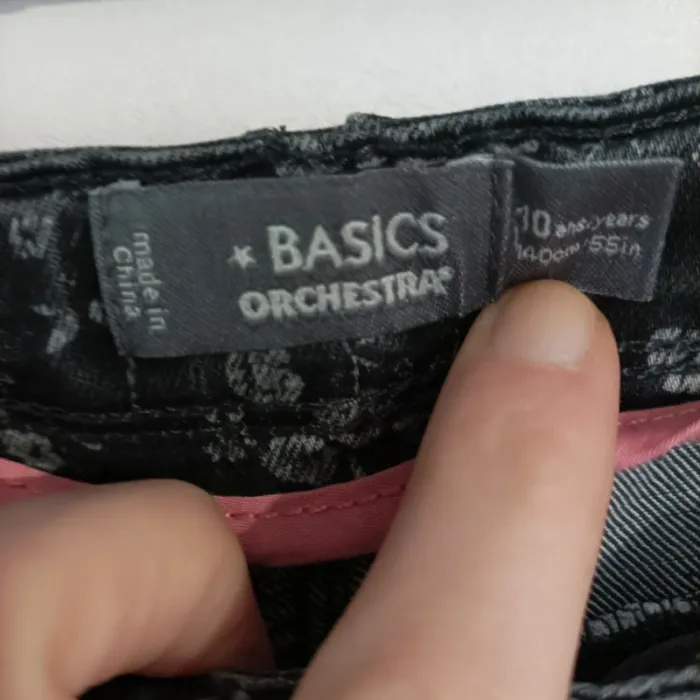 made in
China
* BASICS
ORCHESTRA®
10 ans/years
140cm/55in